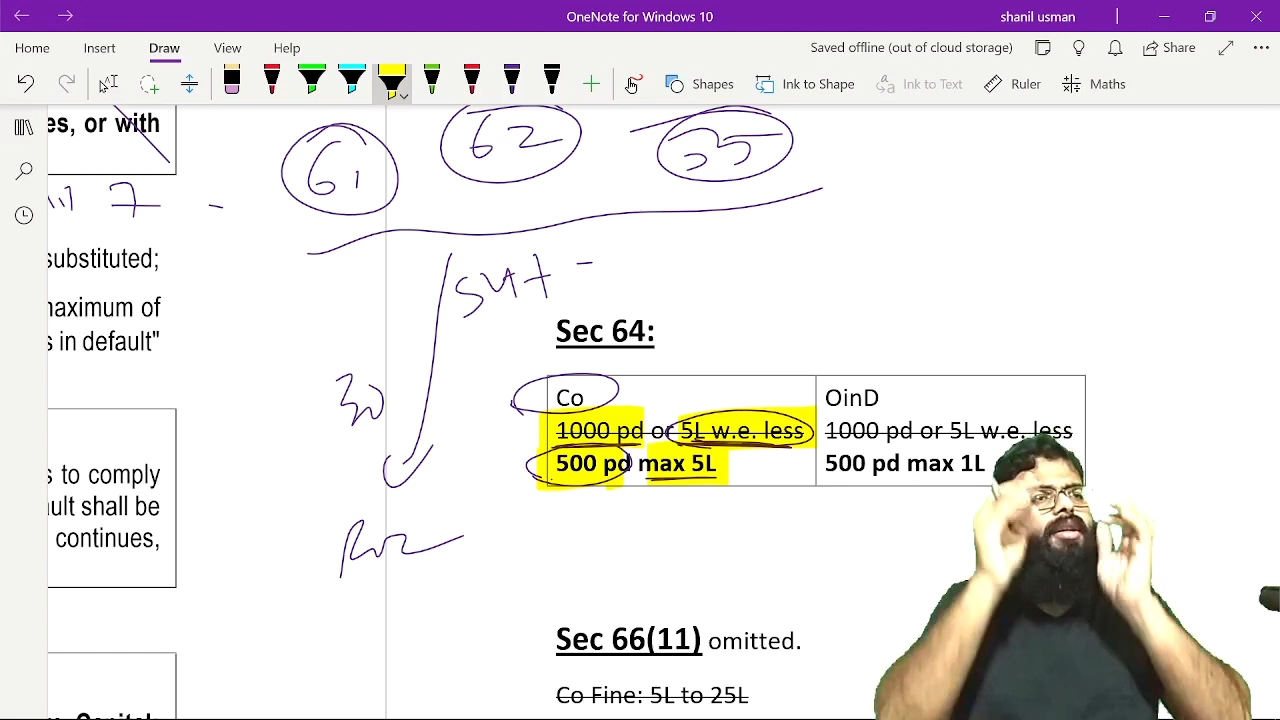 OneNote for Windows 10
shanil usman
Home Insert Draw View Help
Saved offline (out of cloud storage)
Share
Shapes
Ink to Shape
Ink to Text
Ruler
Maths
es, or with
7 -
substituted;
naximum of
s in default"
s to comply
ult shall be
continues,
61 62
30
Sec 64:
Co OinD
1000 pd or 5L w.e. less 1000 pd or 5L w.e. less
500 pd max 5L 500 pd max 1L
Sec 66(11) omitted.
Co Fine: 5L to 25L